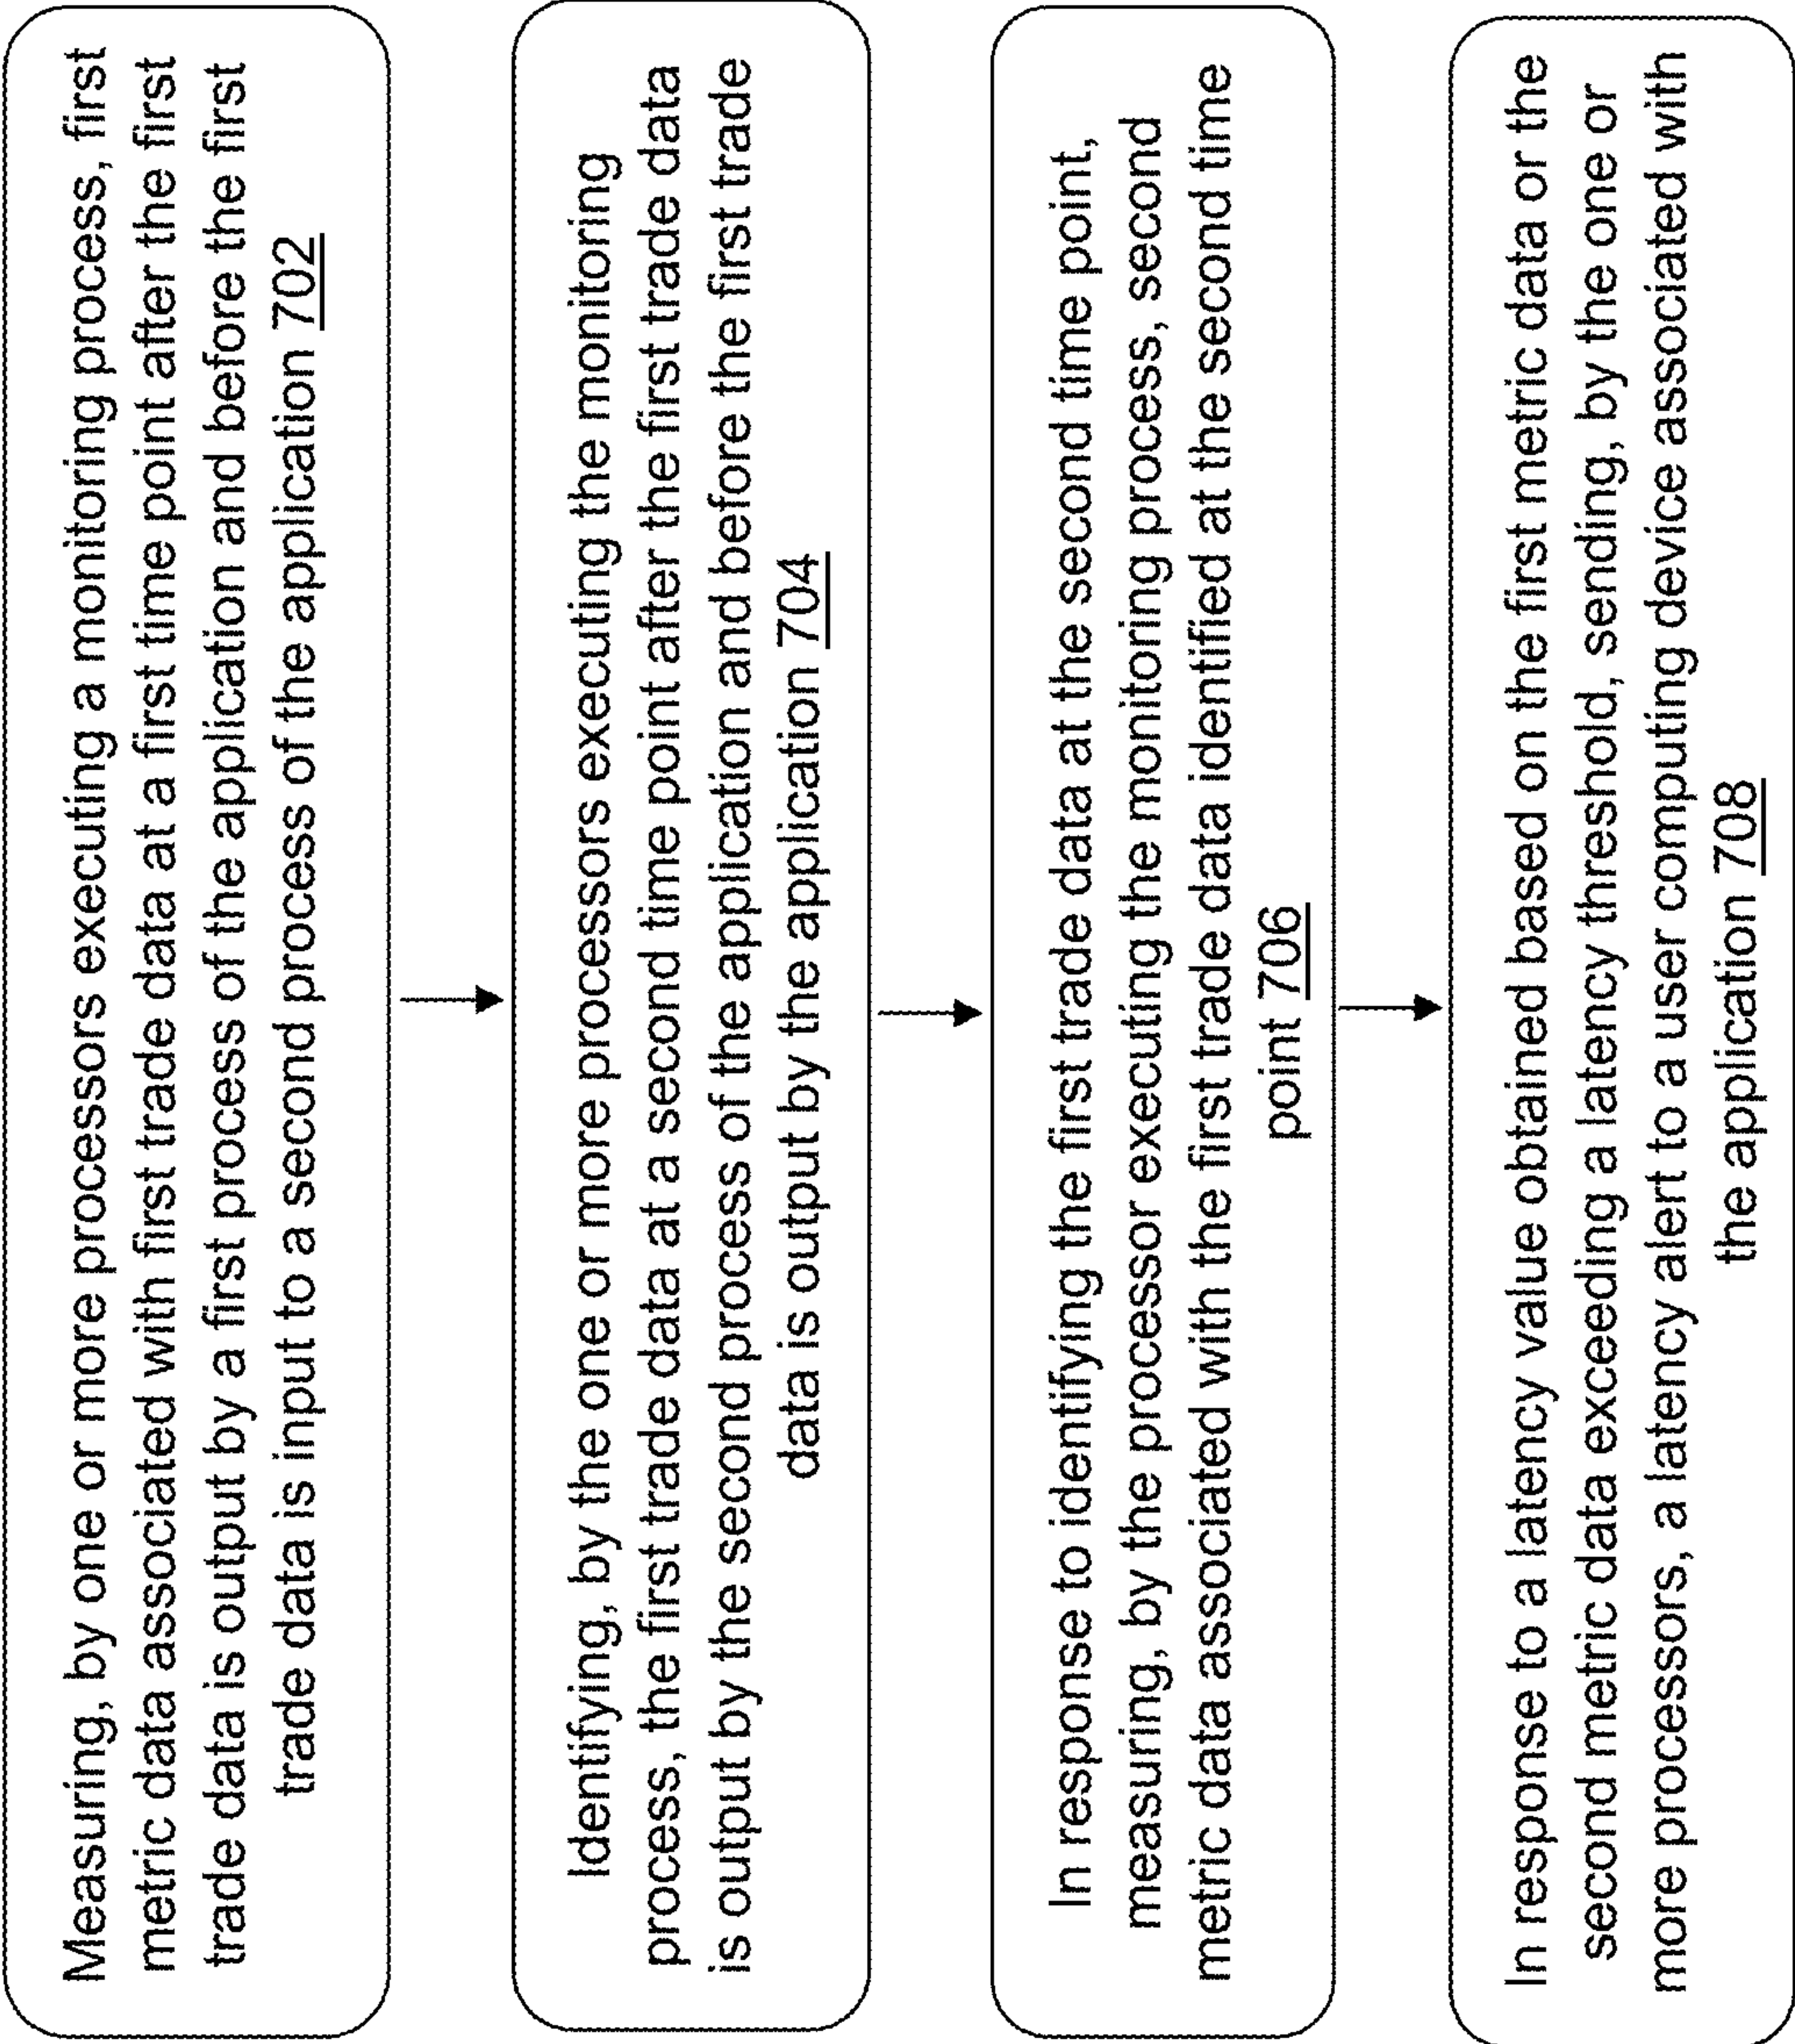 Measuring, by one or more processors executing a monitoring process, first
metric data associated with first trade data at a first time point after the first
trade data is output by a first process of the application and before the first
trade data is input to a second process of the application 702
Identifying, by the one or more processors executing the monitoring
process, the first trade data at a second time point after the first trade data
is output by the second process of the application and before the first trade
data is output by the application 704
In response to identifying the first trade data at the second time point,
measuring, by the processor executing the monitoring process, second
metric data associated with the first trade data identified at the second time
point 706
In response to a latency value obtained based on the first metric data or the
second metric data exceeding a latency threshold, sending, by the one or
more processors, a latency alert to a user computing device associated with
the application 708